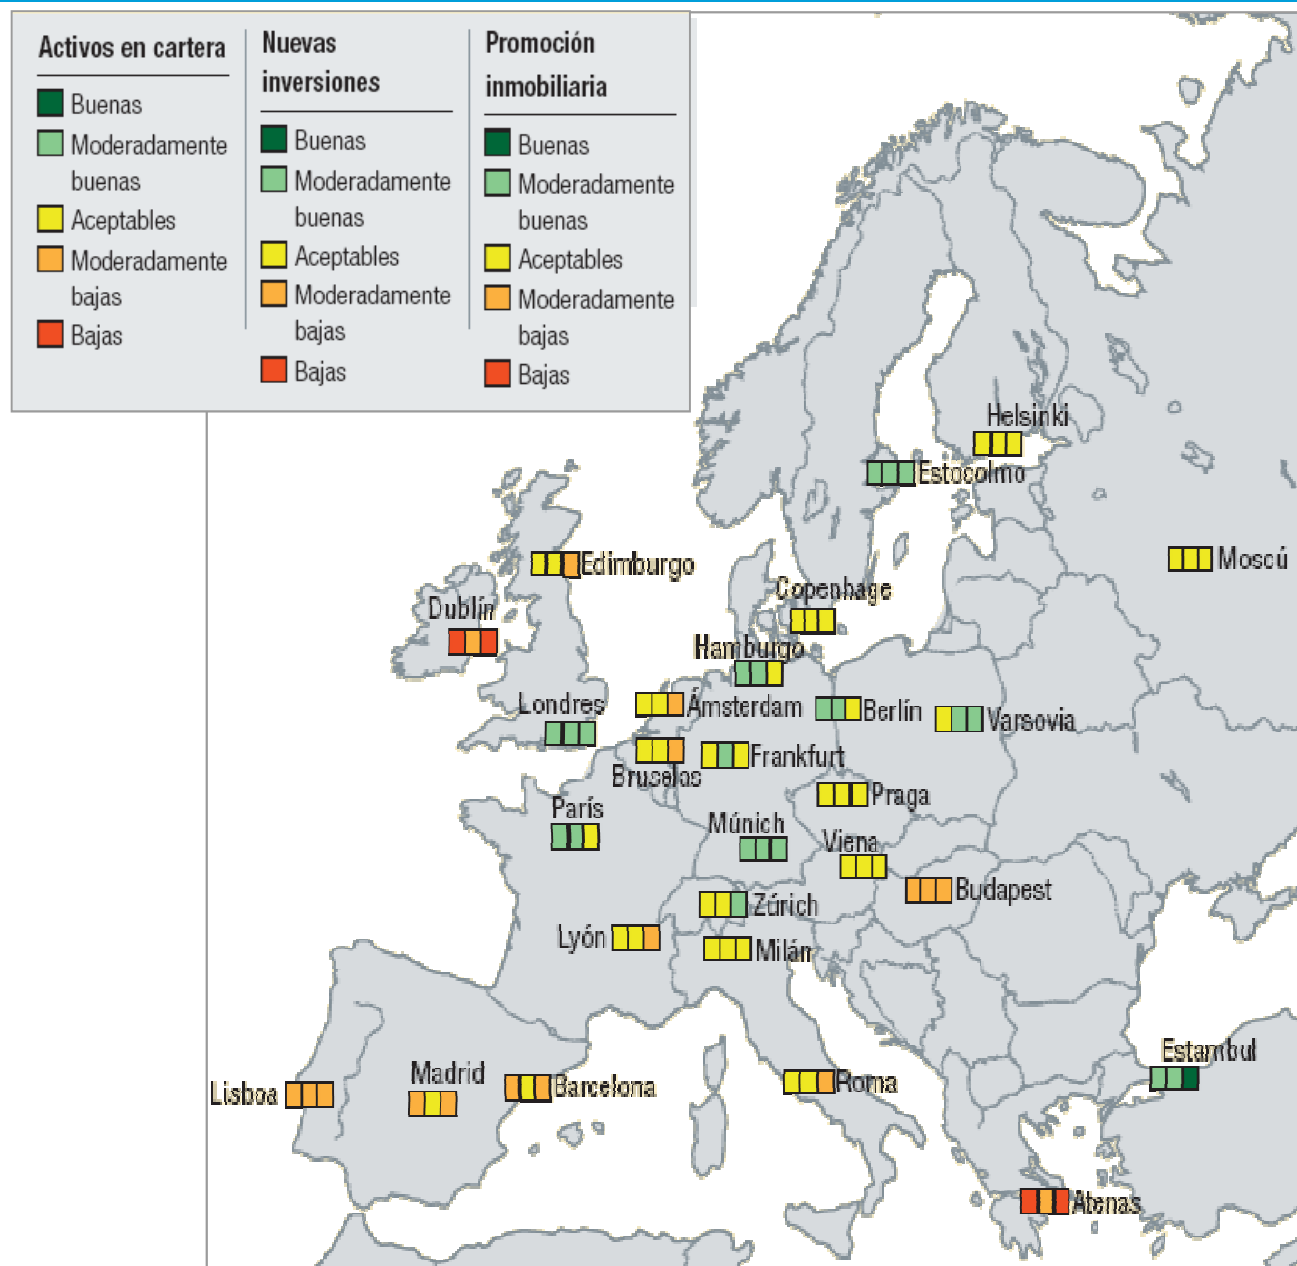 Activos en cartera
Buenas
Moderadamente
buenas
Aceptables
Moderadamente
bajas
Bajas
Nuevas
inversiones
Buenas
Moderadamente
buenas
Aceptables
Moderadamente
bajas
Bajas
Promoción
inmobiliaria
Buenas
Moderadamente
buenas
Aceptables
Moderadamente
bajas
Bajas
Helsinki
Estocolmo
Moscú
Edimburgo
Copenhage
Dublín
Hamburgo
Londres
Ámsterdam
Berlín
Varsovia
Bruselas
Frankfurt
Praga
París
Múnich
Viena
Budapest
Zúrich
Lyón
Milán
Estambul
Madrid
Lisboa
Barcelona
Roma
Atenas